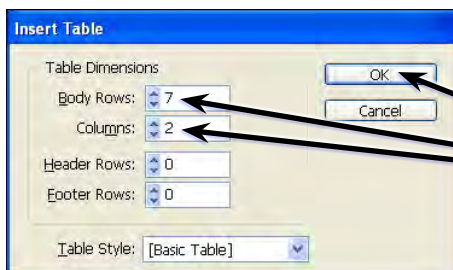 Insert Table
Table Dimensions
Body Rows: 7
Columns: 2
Header Rows: 0
Footer Rows: 0
Table Style: [Basic Table]
OK
Cancel